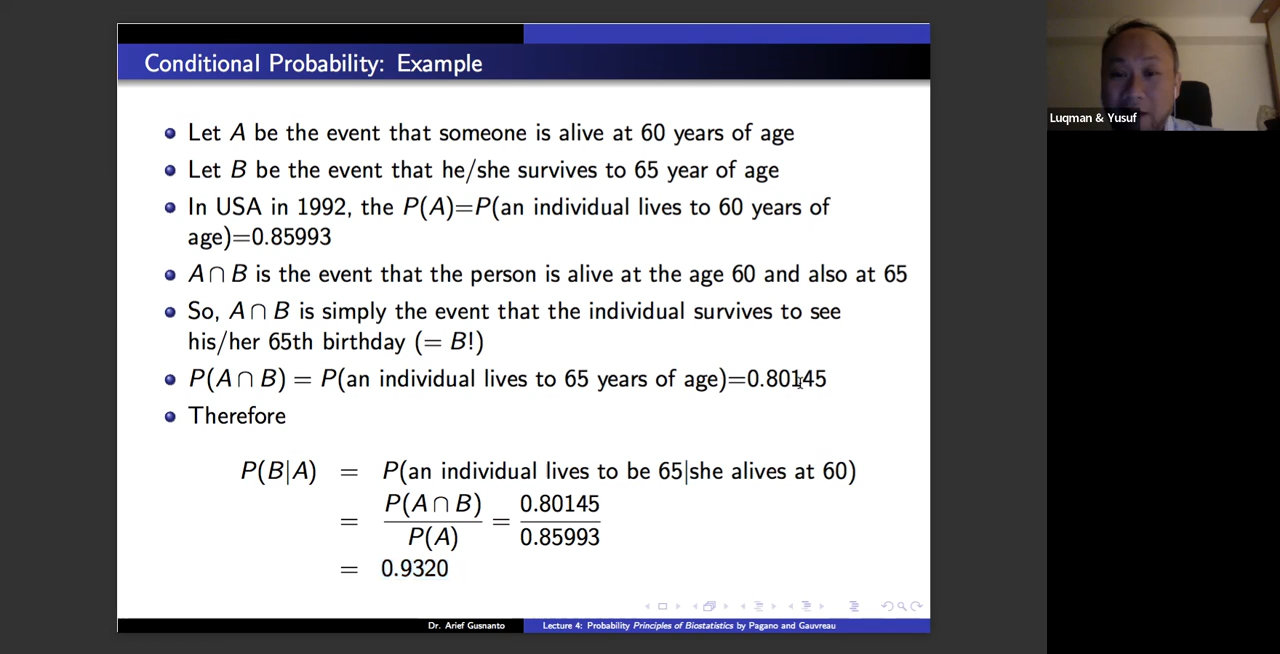 Conditional Probability: Example
Let A be the event that someone is alive at 60 years of age
Let B be the event that he/she survives to 65 year of age
In USA in 1992, the P(A)=P(an individual lives to 60 years of
age)=0.85993
A∩B is the event that the person is alive at the age 60 and also at 65
So, A∩B is simply the event that the individual survives to see
his/her 65th birthday (= B!)
P(A∩B) = P(an individual lives to 65 years of age)=0.80145
Therefore
P(B|A) = P(an individual lives to be 65|she alives at 60)
= P(A∩B)/P(A) = 0.80145/0.85993
= 0.9320
Dr. Arief Gusnanto Lecture 4: Probability Principles of Biostatistics by Pagano and Gauvreau
Luqman & Yusuf